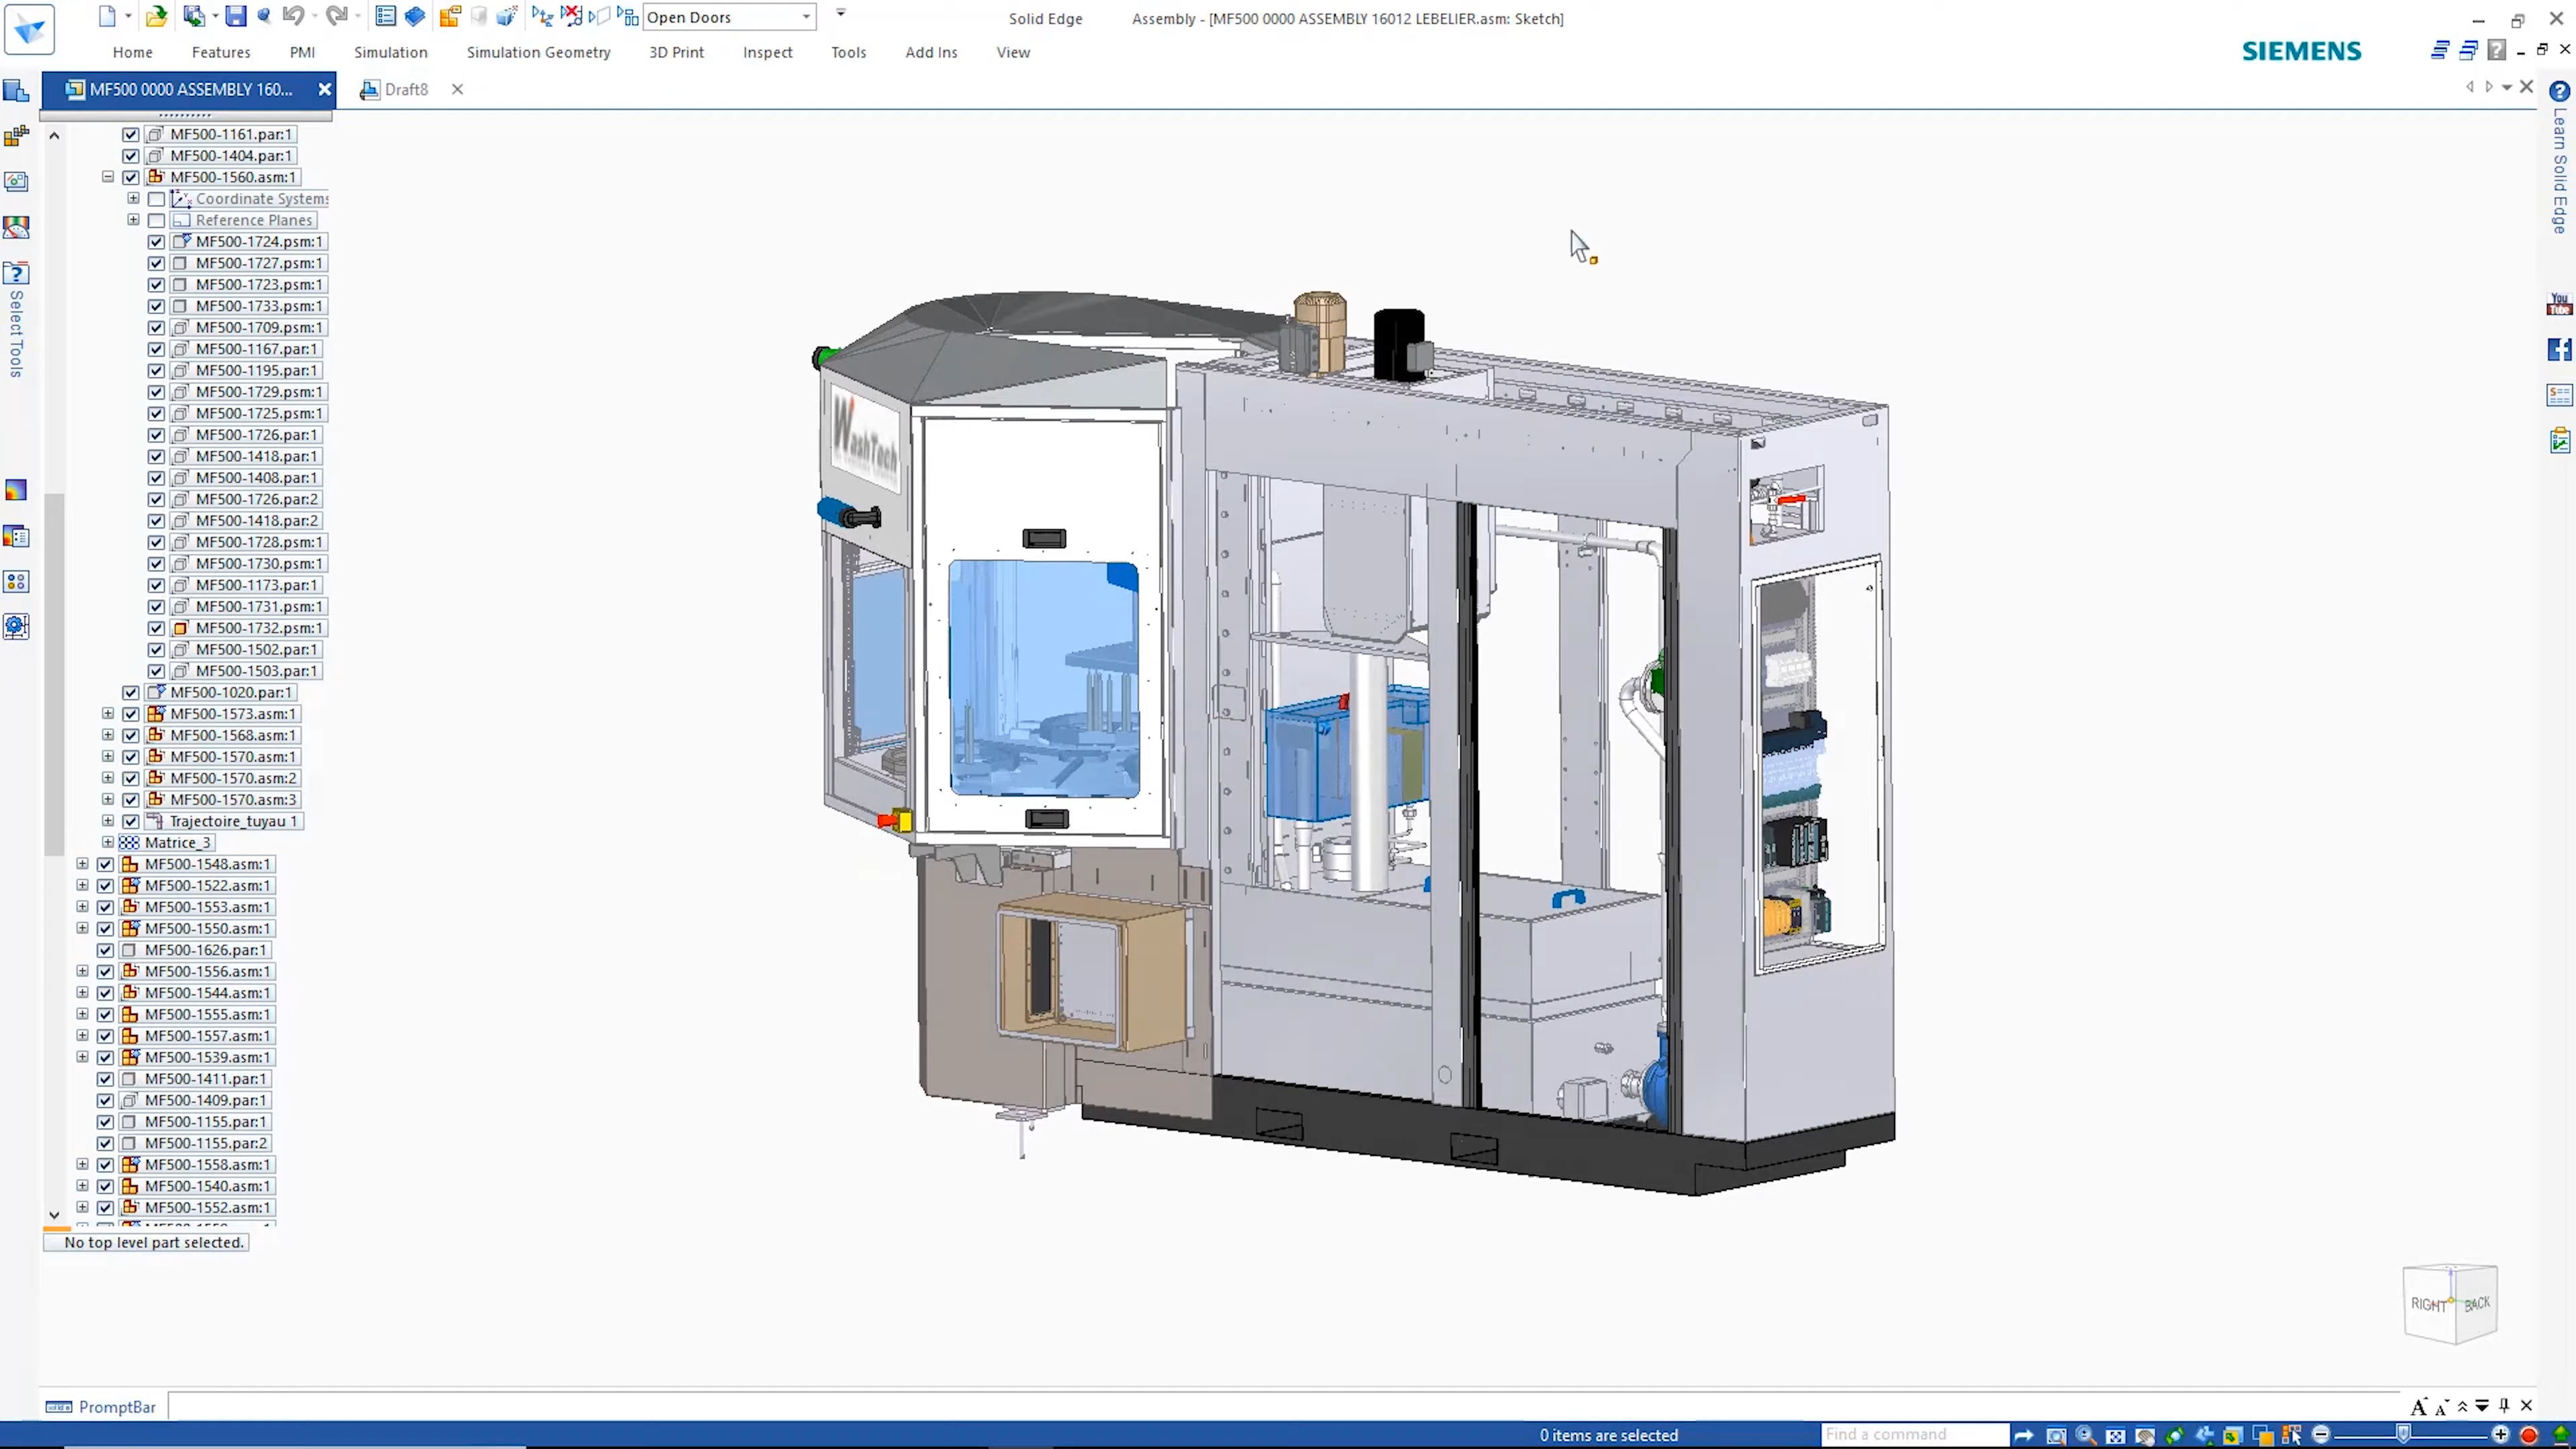 Open Doors
Solid Edge
Assembly - [MF500 0000 ASSEMBLY 16012 LEBELIER.asm: Sketch]
Home
Features
PMI
Simulation
Simulation Geometry
3D Print
Inspect
Tools
Add Ins
View
SIEMENS
MF500 0000 ASSEMBLY 160...
Draft8
MF500-1161.par:1
MF500-1404.par:1
MF500-1560.asm:1
Coordinate Systems
Reference Planes
MF500-1724.psm:1
MF500-1727.psm:1
MF500-1723.psm:1
MF500-1733.psm:1
MF500-1709.psm:1
MF500-1167.par:1
MF500-1195.par:1
MF500-1729.psm:1
MF500-1725.psm:1
MF500-1726.par:1
MF500-1418.par:1
MF500-1408.par:1
MF500-1726.par:2
MF500-1418.par:2
MF500-1728.psm:1
MF500-1730.psm:1
MF500-1173.par:1
MF500-1731.psm:1
MF500-1732.psm:1
MF500-1502.par:1
MF500-1503.par:1
MF500-1020.par:1
MF500-1573.asm:1
MF500-1568.asm:1
MF500-1570.asm:1
MF500-1570.asm:2
MF500-1570.asm:3
Trajectoire_tuyau 1
Matrice_3
MF500-1548.asm:1
MF500-1522.asm:1
MF500-1553.asm:1
MF500-1550.asm:1
MF500-1626.par:1
MF500-1556.asm:1
MF500-1544.asm:1
MF500-1555.asm:1
MF500-1557.asm:1
MF500-1539.asm:1
MF500-1411.par:1
MF500-1409.par:1
MF500-1155.par:1
MF500-1155.par:2
MF500-1558.asm:1
MF500-1540.asm:1
MF500-1552.asm:1
No top level part selected.
Select Tools
WashTech
Learn Solid Edge
You Tube
RIGHT
BACK
PromptBar
0 items are selected
Find a command